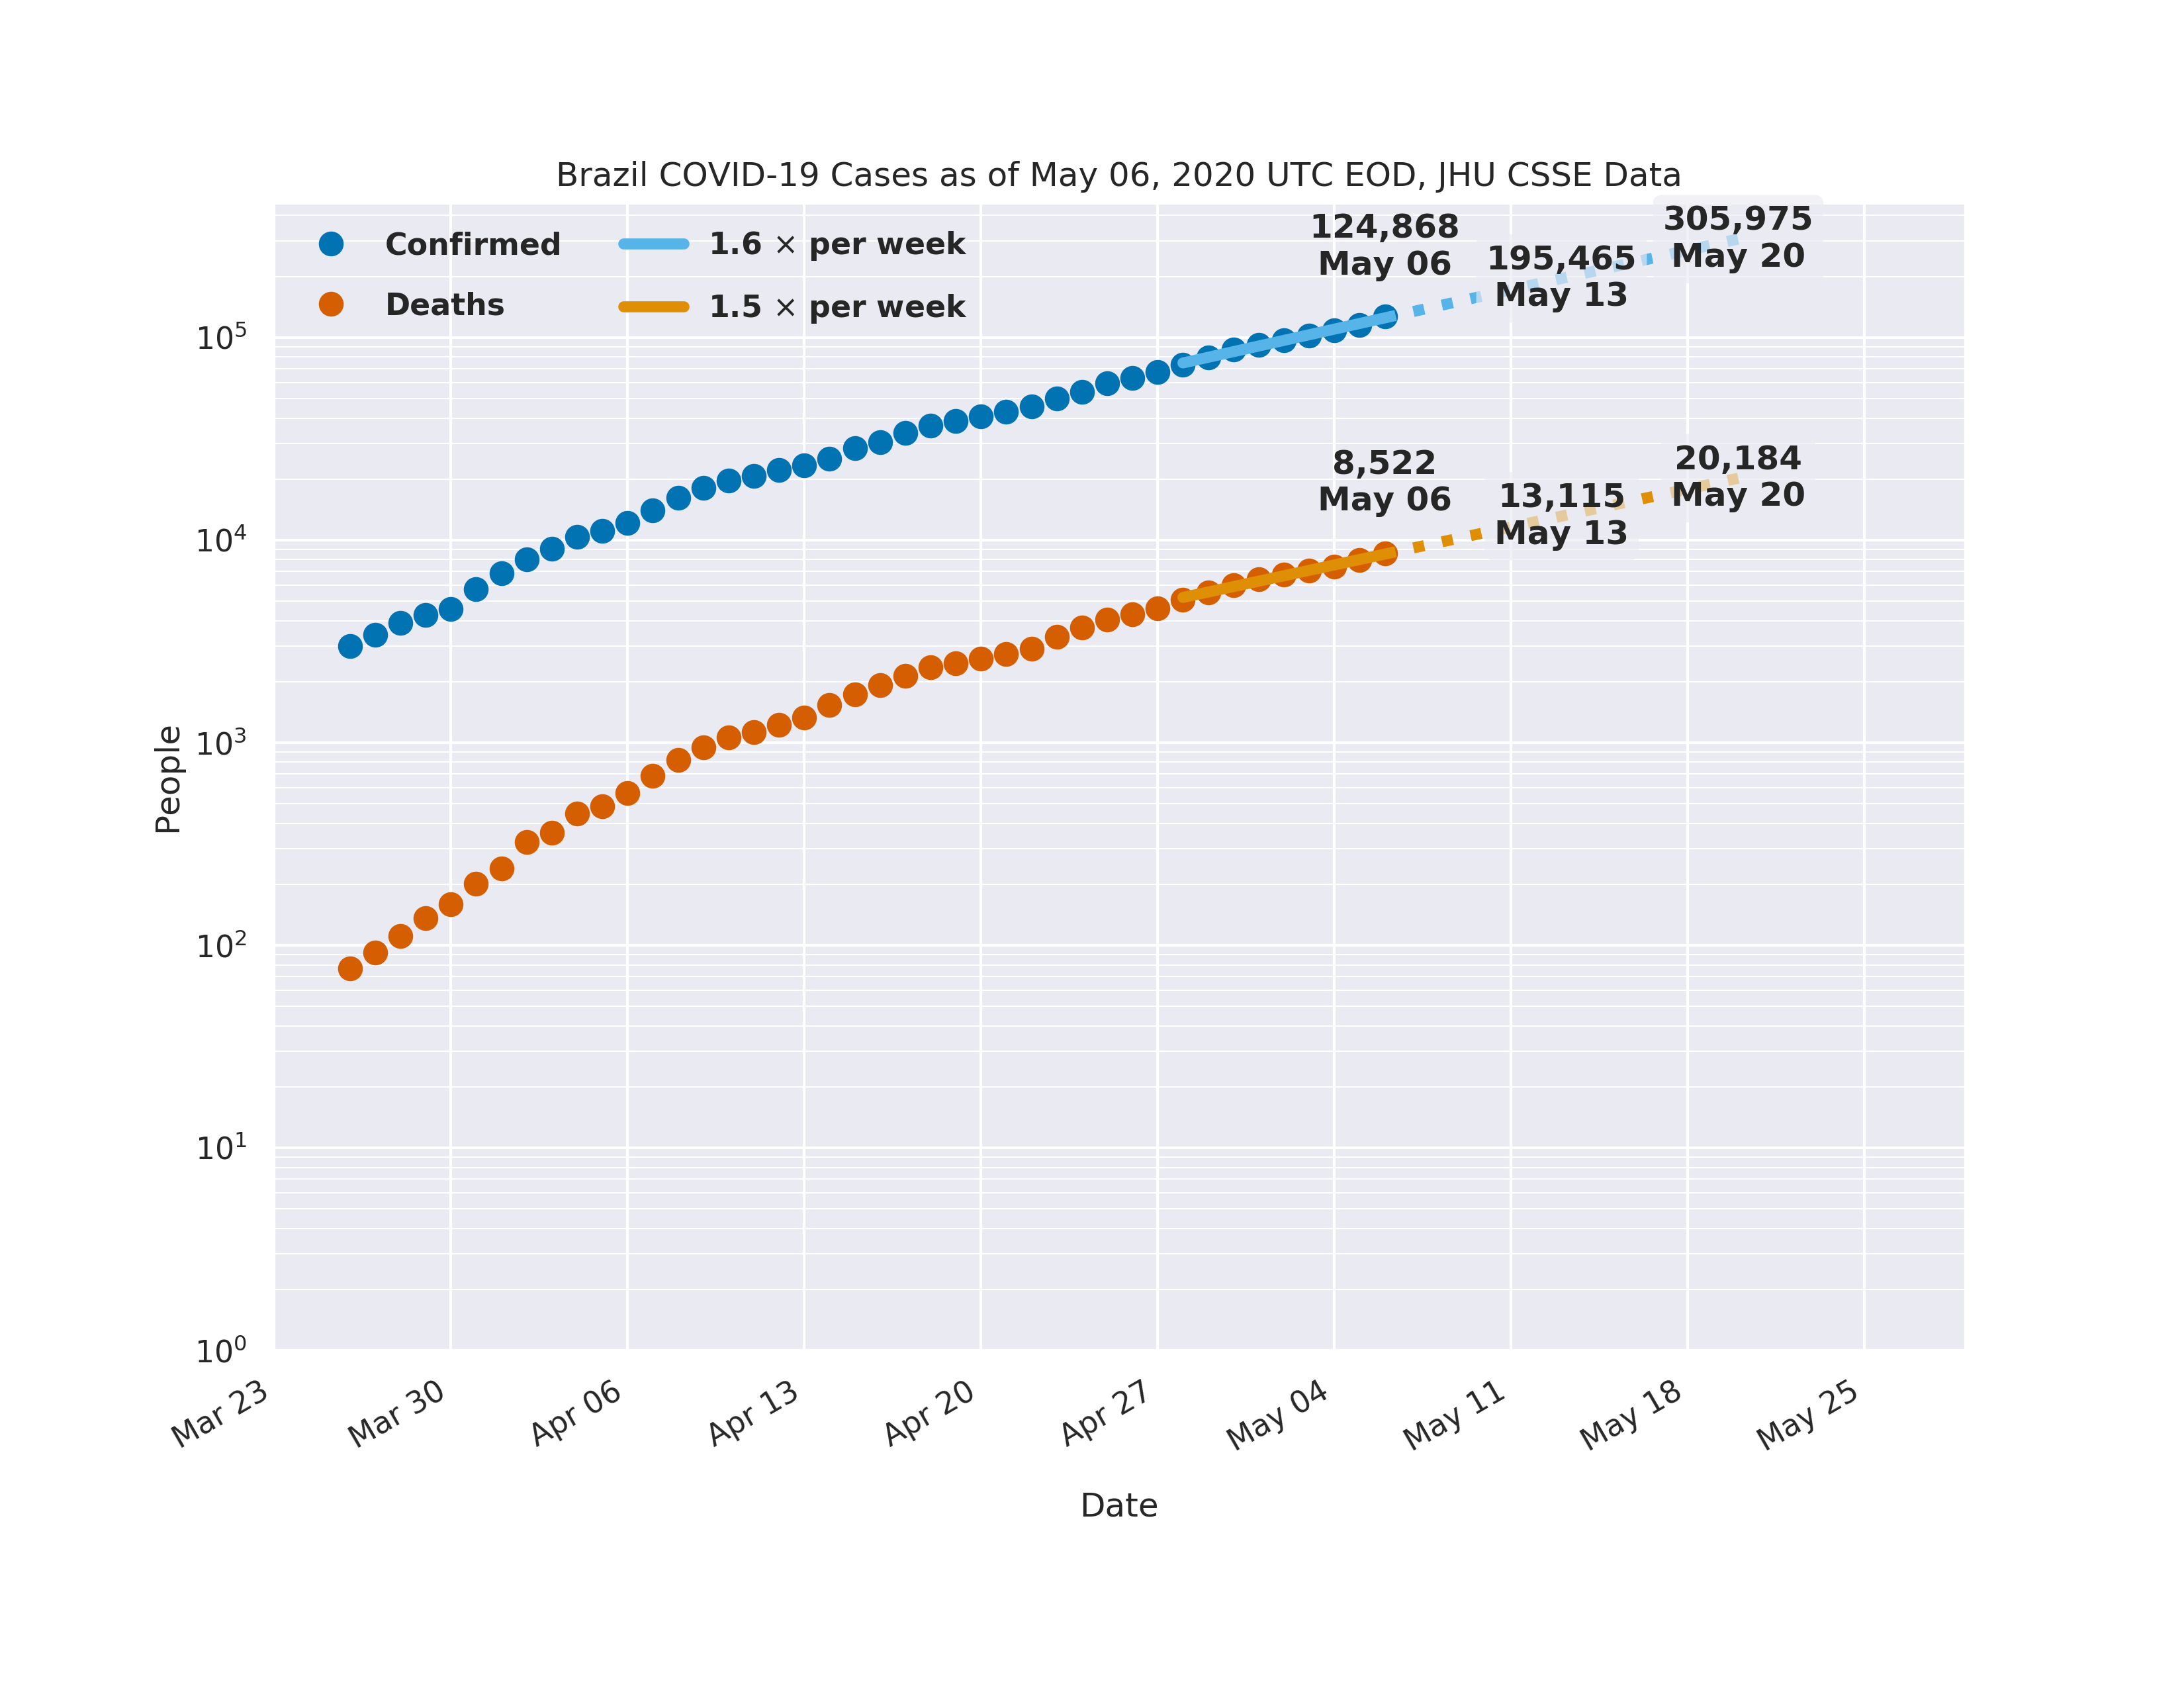 Brazil COVID-19 Cases as of May 06, 2020 UTC EOD, JHU CSSE Data
Confirmed
Deaths
1.6 × per week
1.5 × per week
124,868
May 06
195,465
May 13
305,975
May 20
8,522
May 06
13,115
May 13
20,184
May 20
People
10⁵
10⁴
10³
10²
10¹
10⁰
Mar 23
Mar 30
Apr 06
Apr 13
Apr 20
Apr 27
May 04
May 11
May 18
May 25
Date